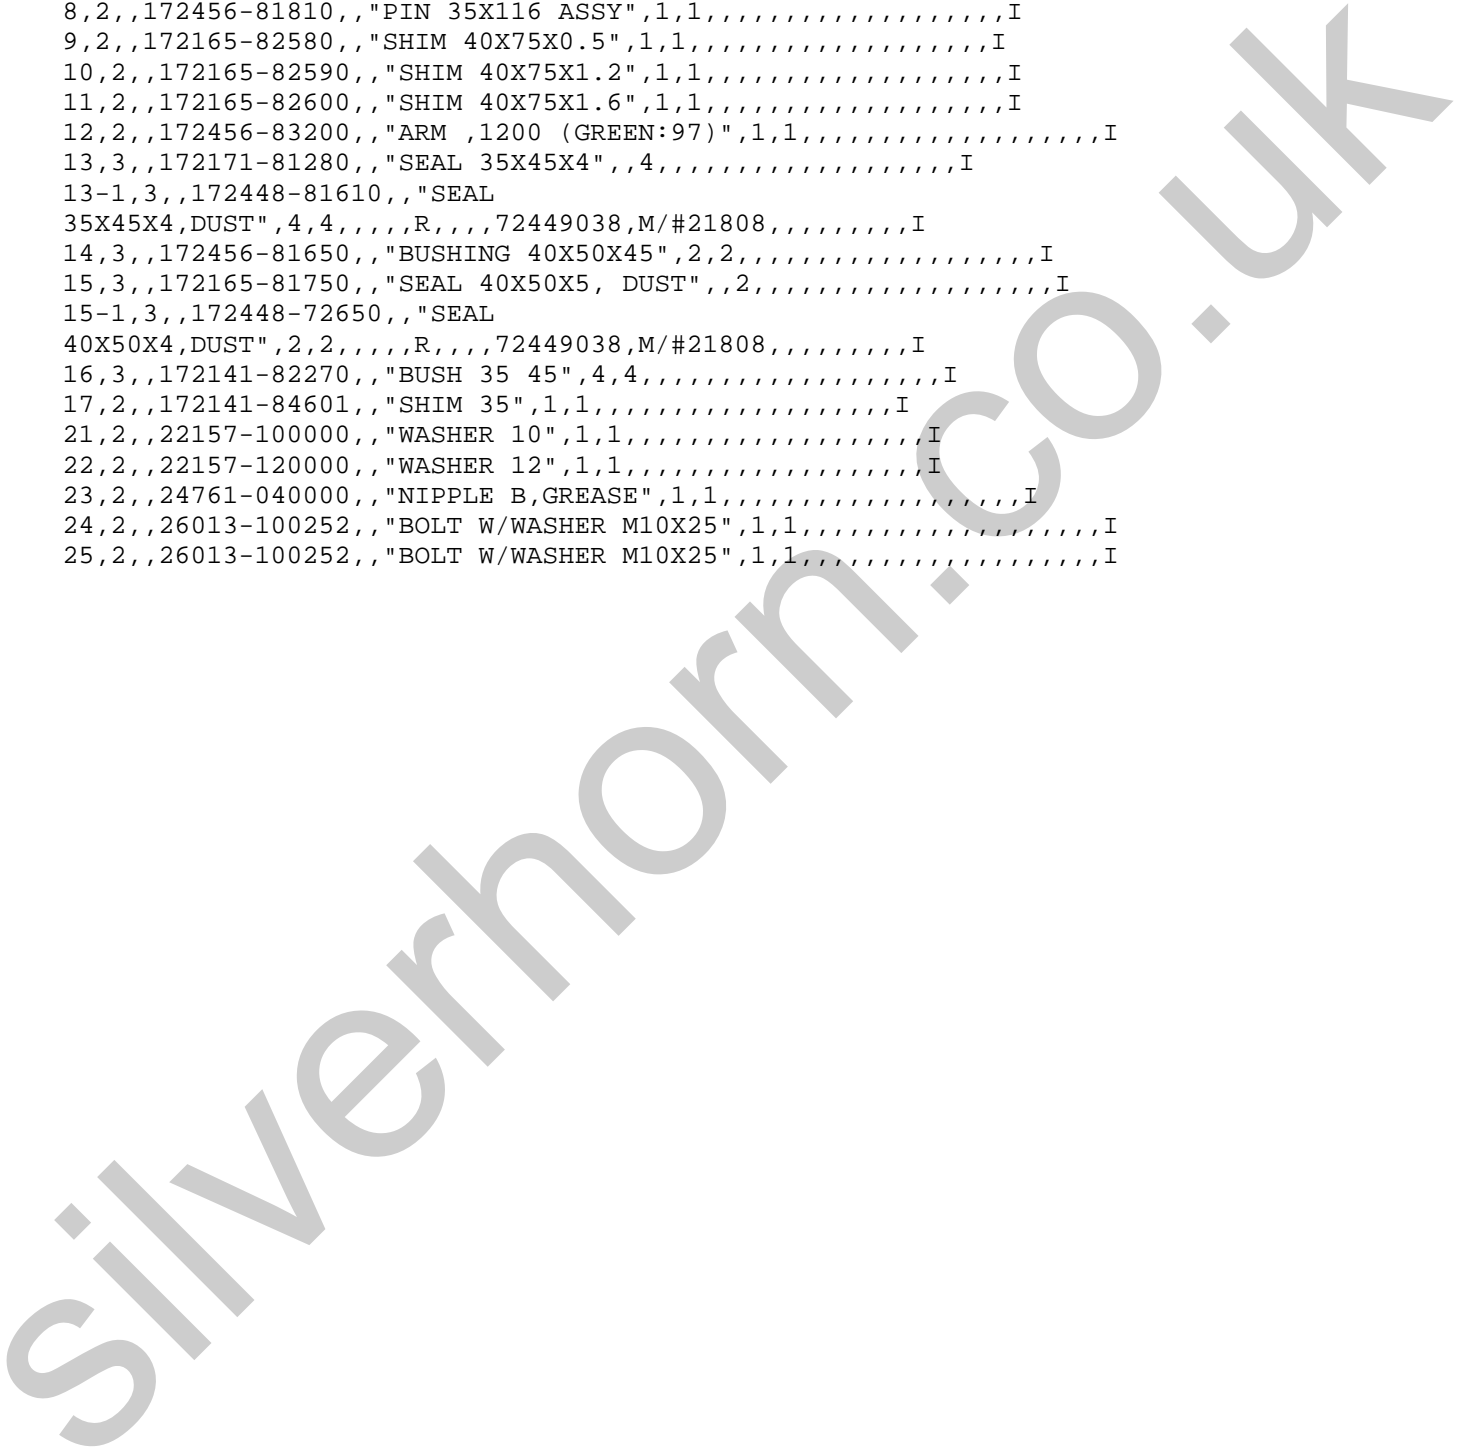 8,2,,172456-81810,,"PIN 35X116 ASSY",1,1,,,,,,,,,,,,,,,,,,,I
9,2,,172165-82580,,"SHIM 40X75X0.5",1,1,,,,,,,,,,,,,,,,,,,I
10,2,,172165-82590,,"SHIM 40X75X1.2",1,1,,,,,,,,,,,,,,,,,,,I
11,2,,172165-82600,,"SHIM 40X75X1.6",1,1,,,,,,,,,,,,,,,,,,,I
12,2,,172456-83200,,"ARM ,1200 (GREEN:97)",1,1,,,,,,,,,,,,,,,,,,,I
13,3,,172171-81280,,"SEAL 35X45X4",,4,,,,,,,,,,,,,,,,,,,I
13-1,3,,172448-81610,,"SEAL
35X45X4,DUST",4,4,,,,,R,,,,72449038,M/#21808,,,,,,,,,I
14,3,,172456-81650,,"BUSHING 40X50X45",2,2,,,,,,,,,,,,,,,,,,,I
15,3,,172165-81750,,"SEAL 40X50X5, DUST",,2,,,,,,,,,,,,,,,,,,,I
15-1,3,,172448-72650,,"SEAL
40X50X4,DUST",2,2,,,,,R,,,,72449038,M/#21808,,,,,,,,,I
16,3,,172141-82270,,"BUSH 35 45",4,4,,,,,,,,,,,,,,,,,,,I
17,2,,172141-84601,,"SHIM 35",1,1,,,,,,,,,,,,,,,,,,,I
21,2,,22157-100000,,"WASHER 10",1,1,,,,,,,,,,,,,,,,,,,I
22,2,,22157-120000,,"WASHER 12",1,1,,,,,,,,,,,,,,,,,,,I
23,2,,24761-040000,,"NIPPLE B,GREASE",1,1,,,,,,,,,,,,,,,,,,,I
24,2,,26013-100252,,"BOLT W/WASHER M10X25",1,1,,,,,,,,,,,,,,,,,,,I
25,2,,26013-100252,,"BOLT W/WASHER M10X25",1,1,,,,,,,,,,,,,,,,,,,I
silverhorn.co.uk